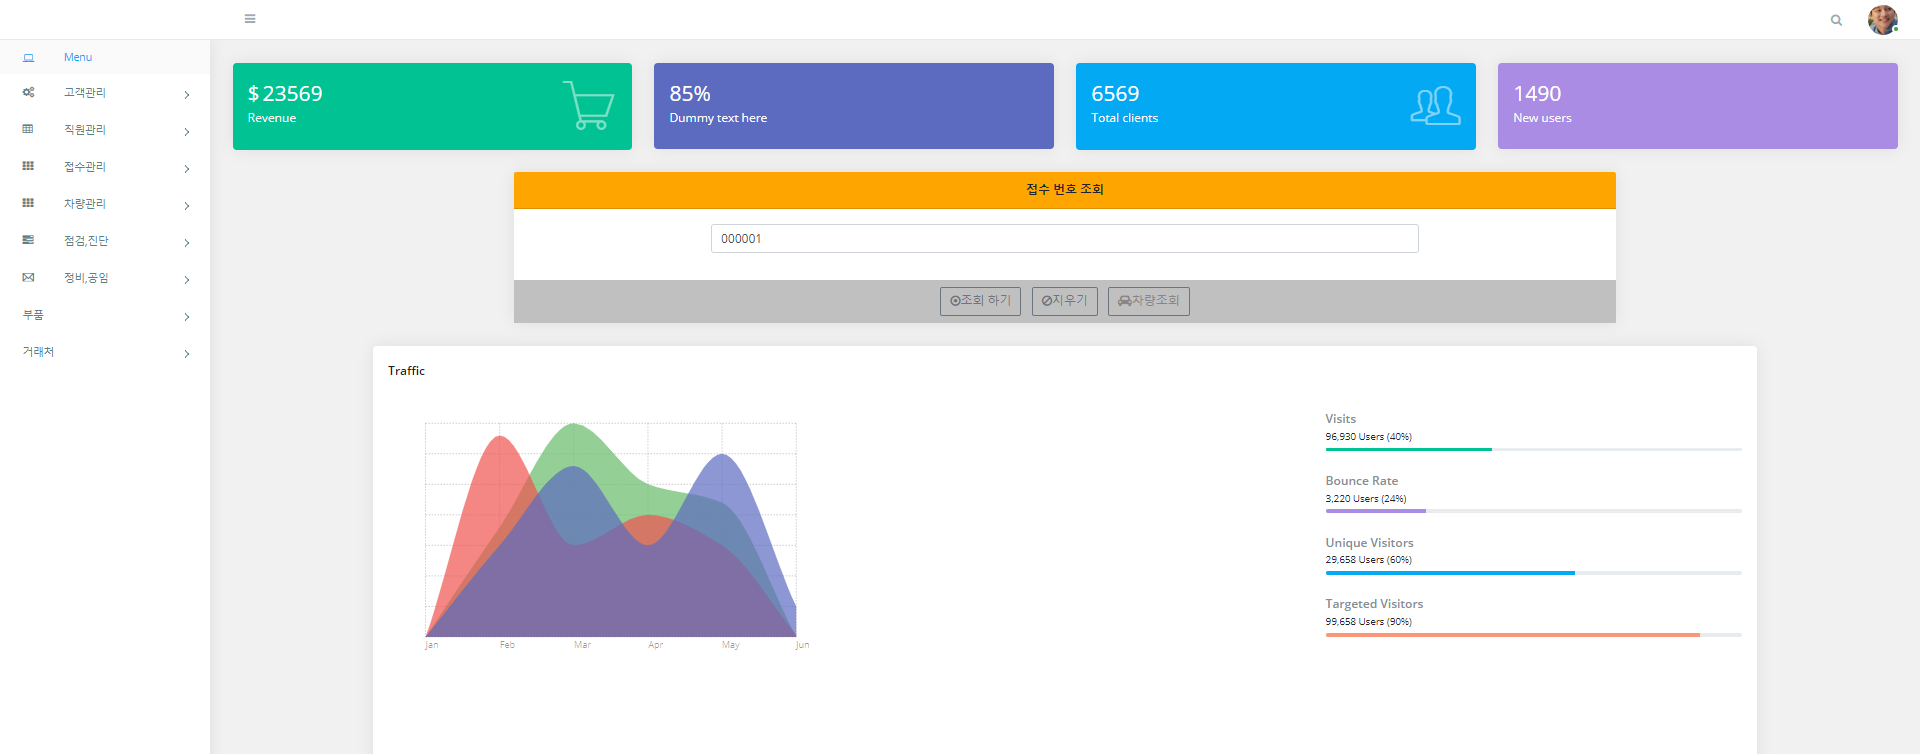 Menu
고객관리
직원관리
접수관리
차량관리
점검,진단
정비,공임
부품
거래처
$ 23569
Revenue
85%
Dummy text here
6569
Total clients
1490
New users
접수 번호 조회
000001
조회 하기
지우기
차량조회
Traffic
Jan
Feb
Mar
Apr
May
Jun
Visits
96,930 Users (40%)
Bounce Rate
3,220 Users (24%)
Unique Visitors
29,658 Users (60%)
Targeted Visitors
99,658 Users (90%)